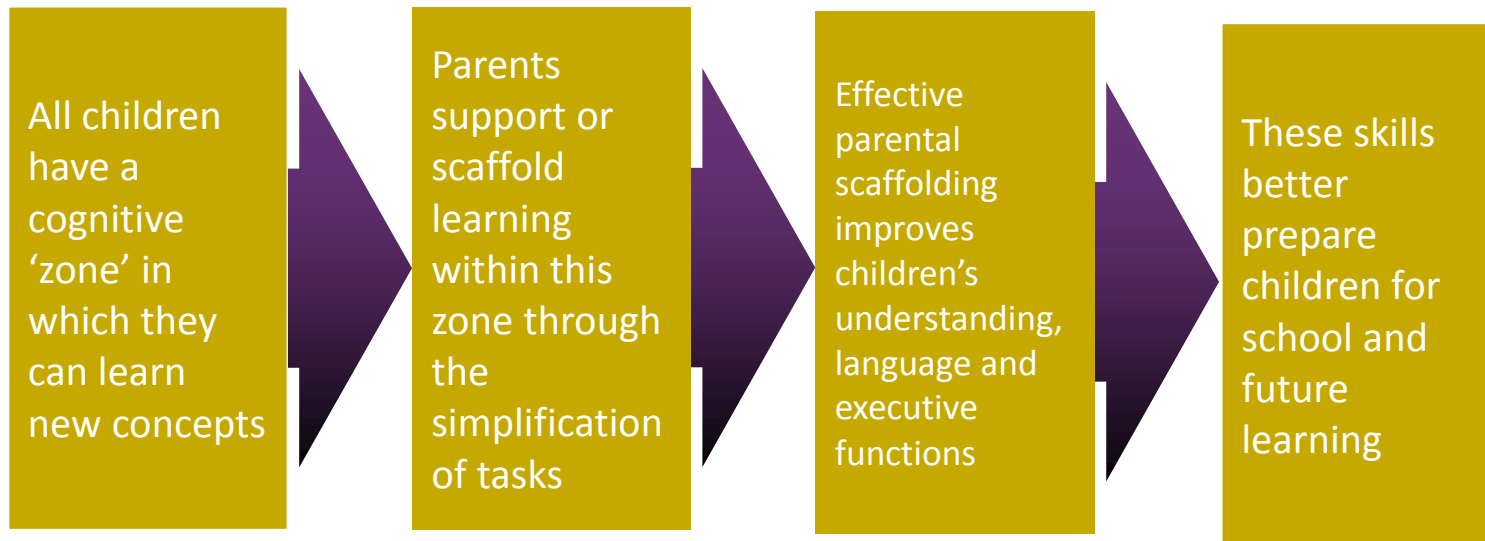 All children
have a
cognitive
‘zone’ in
which they
can learn
new concepts
Parents
support or
scaffold
learning
within this
zone through
the
simplification
of tasks
Effective
parental
scaffolding
improves
children’s
understanding,
language and
executive
functions
These skills
better
prepare
children for
school and
future
learning